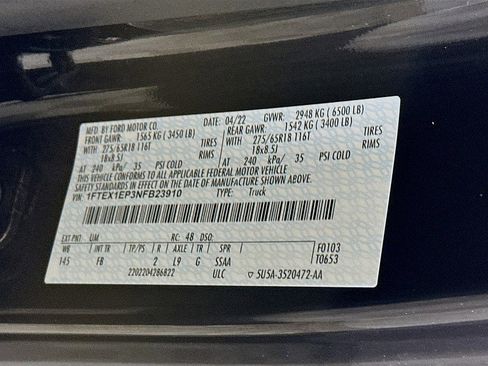 MFD. BY FORD MOTOR CO.
DATE: 04/22 GVWR: 2948 KG (6500 LB)
FRONT GAWR: 1565 KG (3450 LB)
REAR GAWR: 1542 KG (3400 LB)
WITH 275/65R18 116T TIRES
WITH 275/65R18 116T TIRES
18x8.5J RIMS
18x8.5J RIMS
AT 240 kPa/ 35 PSI COLD
AT 240 kPa/ 35 PSI COLD
THIS VEHICLE CONFORMS TO ALL APPLICABLE FEDERAL MOTOR VEHICLE
SAFETY STANDARDS IN EFFECT ON THE DATE OF MANUFACTURE SHOWN ABOVE.
VIN: 1FTEX1EP3NFB23910
TYPE: Truck
EXT PNT: UM RC: 48 DSO:
WB INT TR TP/PS R AXLE TR SPR
145 FB 2 L9 G SSAA
F0103
T0653
2202204286822 ULC
5U5A-3520472-AA